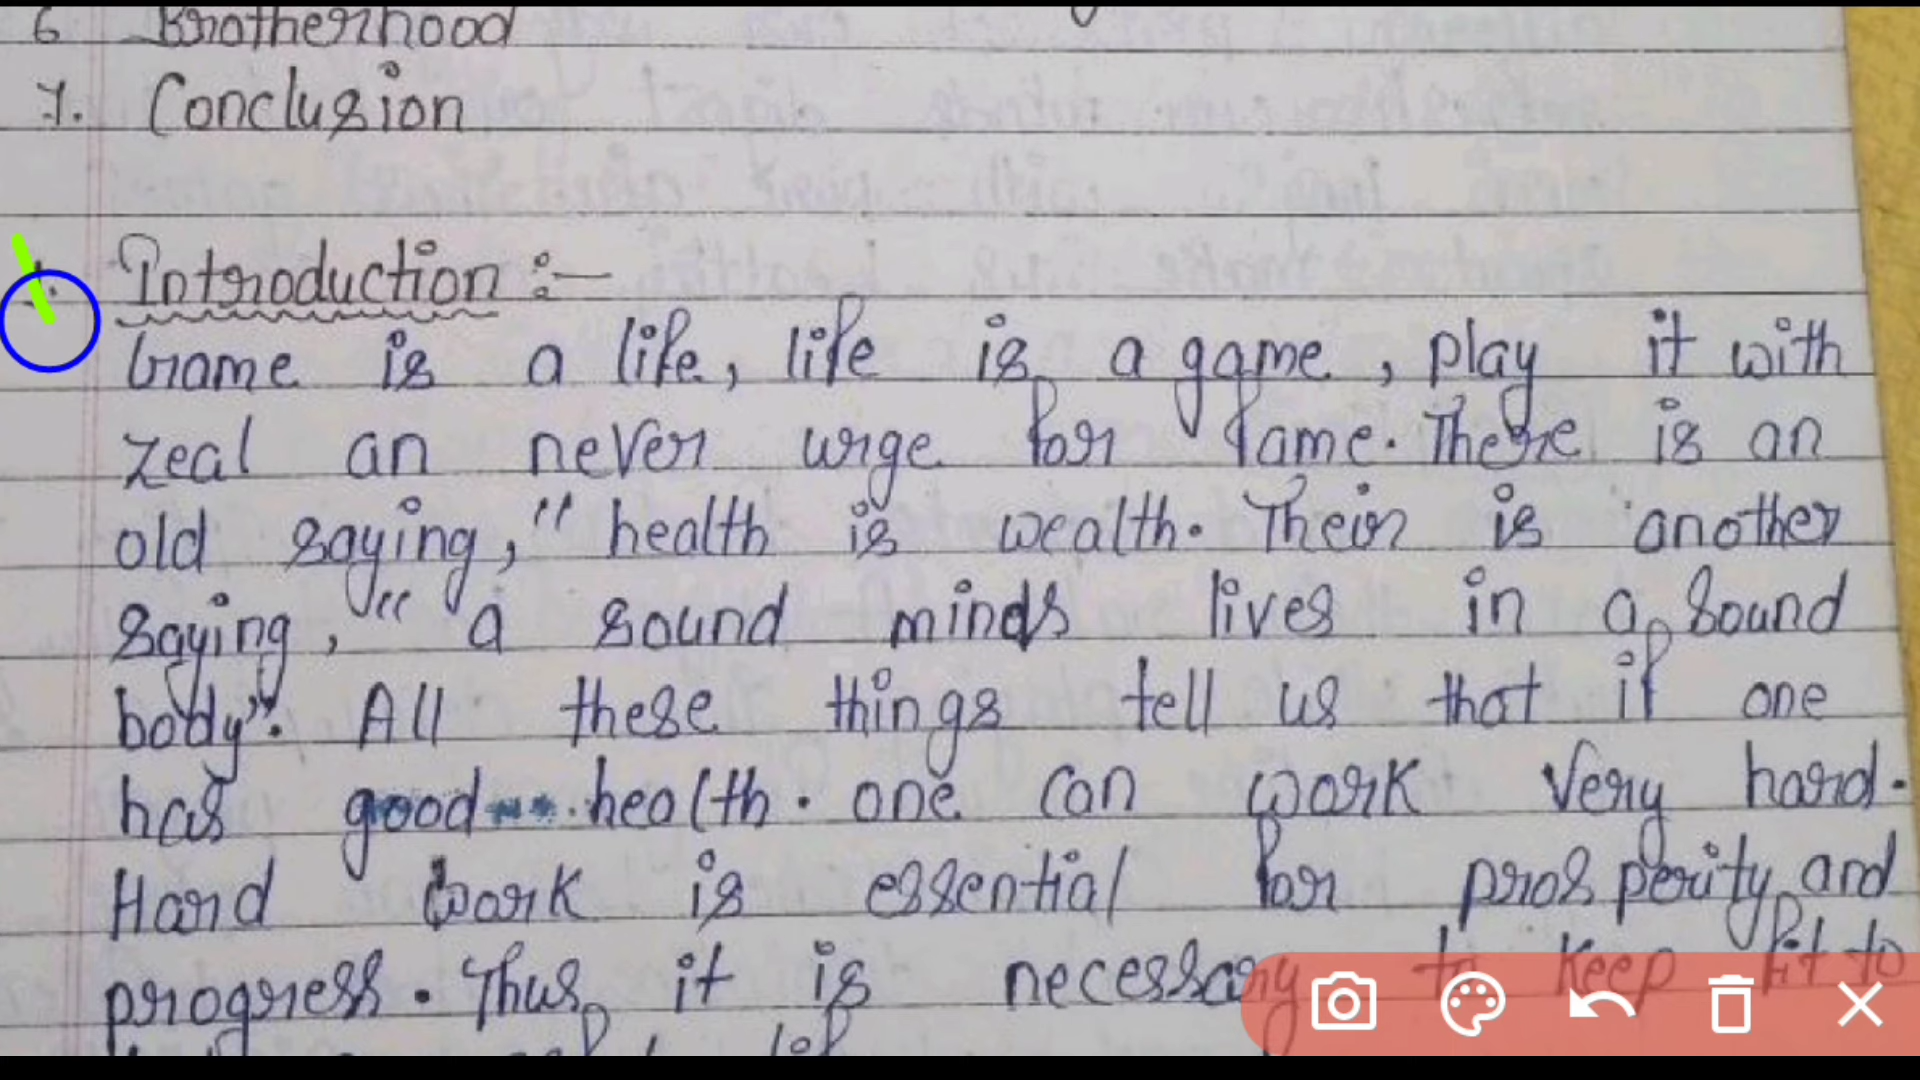 6 Brotherhood
7. Conclusion
Introduction :-
Game is a life, life is a game, play it with
zeal an never urge for fame. There is an
old saying, " health is wealth. Their is another
saying, " a sound minds lives in a sound
body". All these things tell us that if one
has good health. one can work very hard.
Hard work is essential for prosperity and
progress. Thus it is necessary to keep fit to